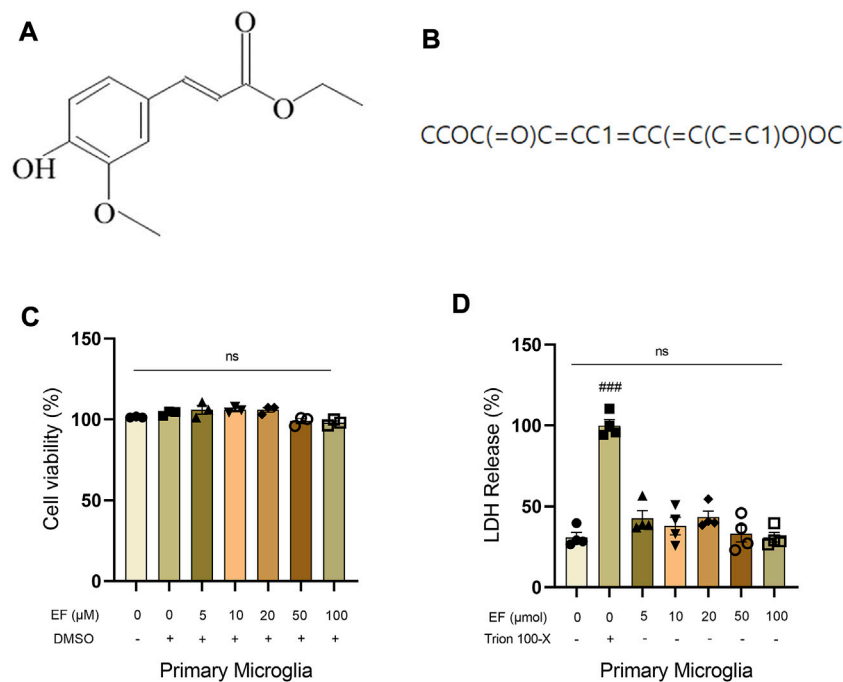 A
O
O
OH
O
B
CCOC(=O)C=CC1=CC(=C(C=C1)O)OC
C
Cell viability (%)
150
100
50
0
ns
EF (μM) 0 0 5 10 20 50 100
DMSO - + + + + + +
Primary Microglia
D
LDH Release (%)
150
100
50
0
ns
###
EF (μmol) 0 0 5 10 20 50 100
Trion 100-X - + - - - - -
Primary Microglia